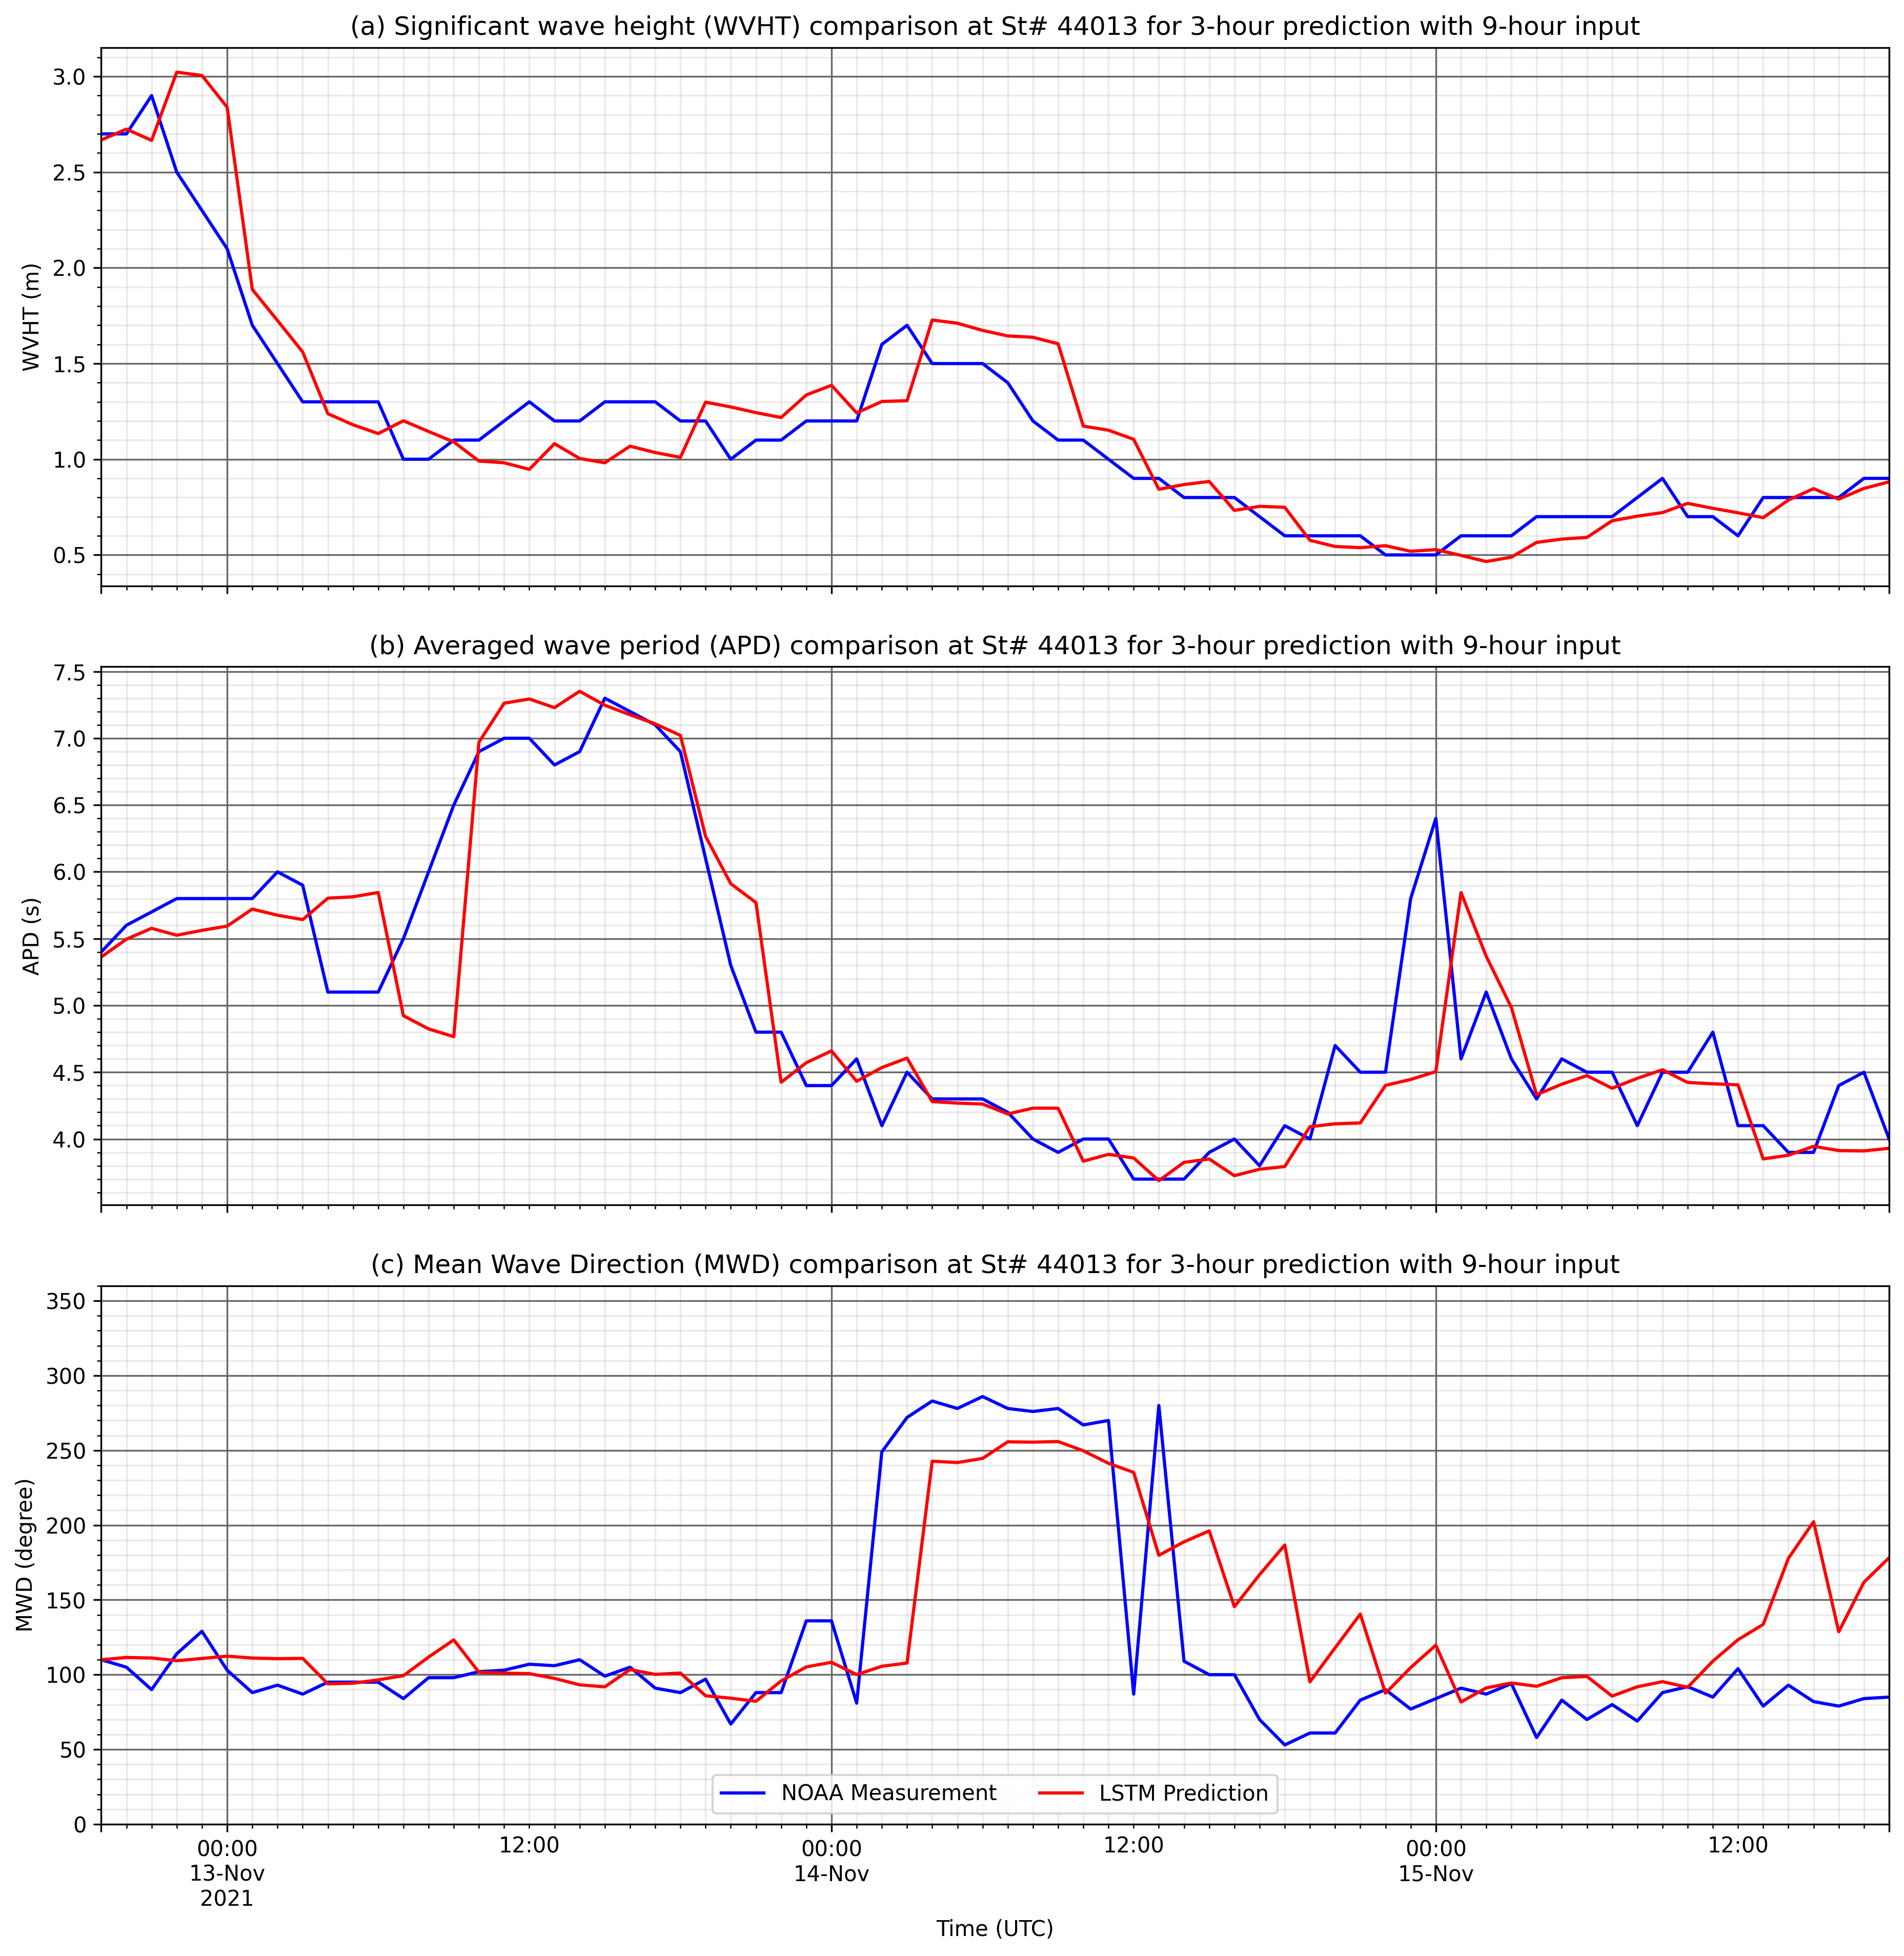 (a) Significant wave height (WVHT) comparison at St# 44013 for 3-hour prediction with 9-hour input
3.0
2.5
2.0
1.5
1.0
0.5
WVHT (m)
(b) Averaged wave period (APD) comparison at St# 44013 for 3-hour prediction with 9-hour input
7.5
7.0
6.5
6.0
5.5
5.0
4.5
4.0
APD (s)
(c) Mean Wave Direction (MWD) comparison at St# 44013 for 3-hour prediction with 9-hour input
350
300
250
200
150
100
50
0
MWD (degree)
NOAA Measurement
LSTM Prediction
00:00
13-Nov
2021
12:00
00:00
14-Nov
12:00
00:00
15-Nov
12:00
Time (UTC)